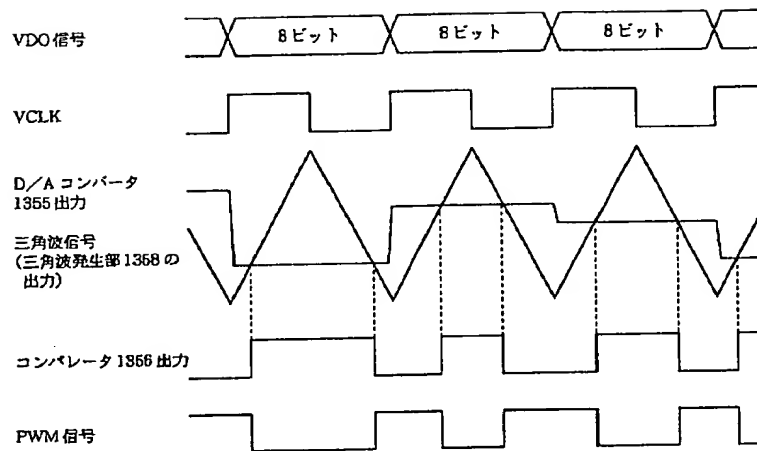 VDO信号
8ビット
8ビット
8ビット
VCLK
D/Aコンバータ
1355出力
三角波信号
(三角波発生部1358の
出力)
コンパレータ1356出力
PWM信号